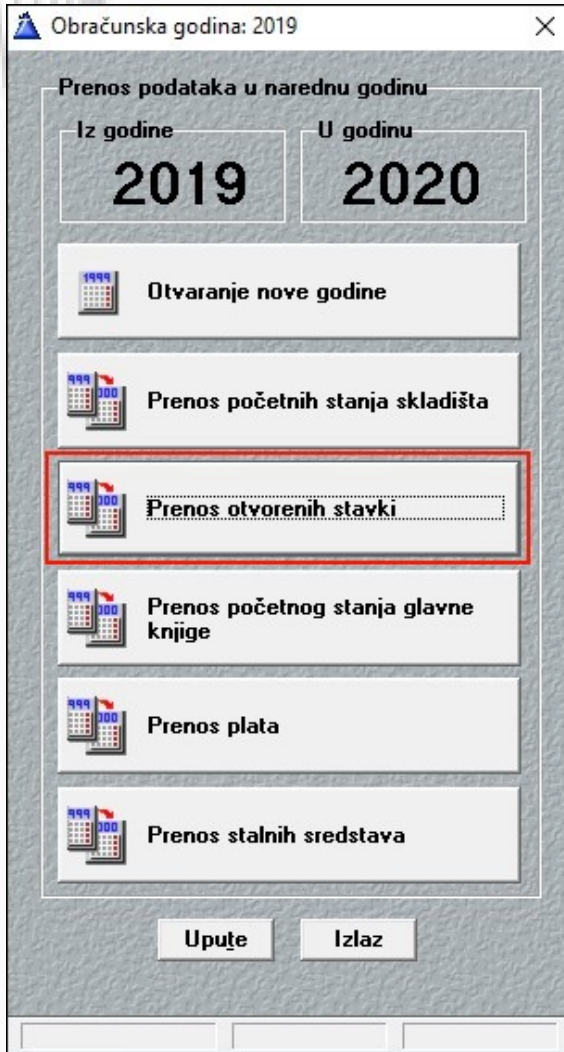 Obračunska godina: 2019
Prenos podataka u narednu godinu
Iz godine
U godinu
2019
2020
Otvaranje nove godine
Prenos početnih stanja skladišta
Prenos otvorenih stavki
Prenos početnog stanja glavne
knjige
Prenos plata
Prenos stalnih sredstava
Upute
Izlaz